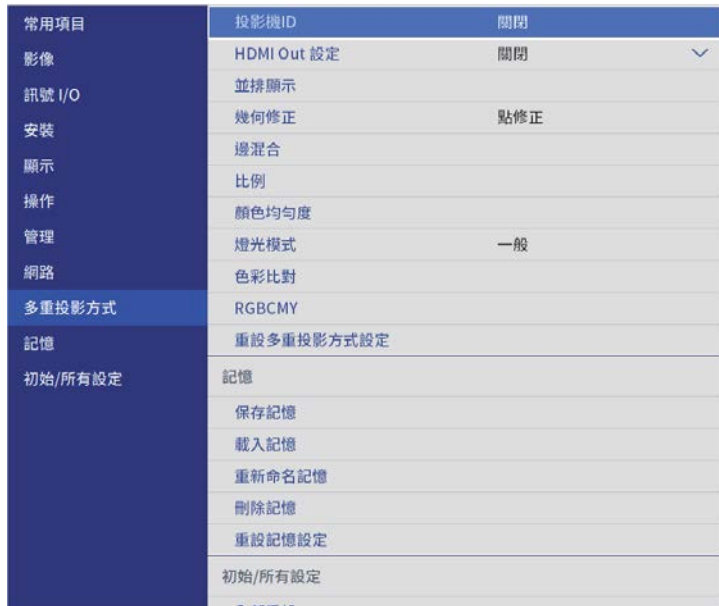 常用項目
影像
訊號 I/O
安裝
顯示
操作
管理
網路
多重投影方式
記憶
初始/所有設定
投影機ID 關閉
HDMI Out 設定 關閉
並排顯示
幾何修正 點修正
邊混合
比例
顏色均勻度
燈光模式 一般
色彩比對
RGBCMY
重設多重投影方式設定
記憶
保存記憶
載入記憶
重新命名記憶
刪除記憶
重設記憶設定
初始/所有設定